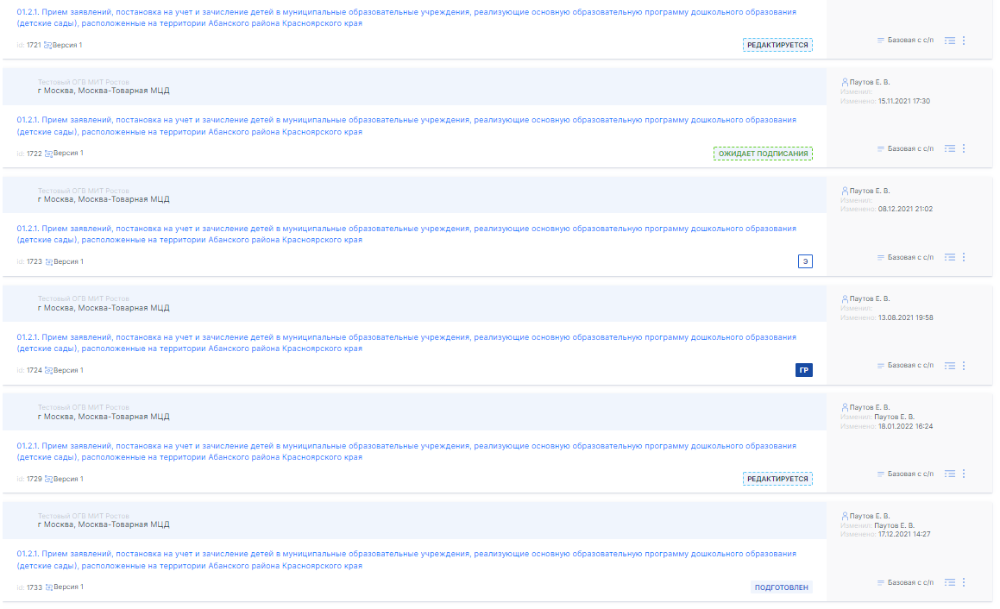 01.2.1. Прием заявлений, постановка на учет и зачисление детей в муниципальные образовательные учреждения, реализующие основную образовательную программу дошкольного образования
(детские сады), расположенные на территории Абанского района Красноярского края
Базовая с с/п
id: 1721 Версия 1
РЕДАКТИРУЕТСЯ
Тестовый ОГВ МИТ Ростов
г Москва, Москва-Товарная МЦД
Паутов Е. В.
Изменил:
Изменено: 15.11.2021 17:30
01.2.1. Прием заявлений, постановка на учет и зачисление детей в муниципальные образовательные учреждения, реализующие основную образовательную программу дошкольного образования
(детские сады), расположенные на территории Абанского района Красноярского края
Базовая с с/п
id: 1722 Версия 1
ОЖИДАЕТ ПОДПИСАНИЯ
Тестовый ОГВ МИТ Ростов
г Москва, Москва-Товарная МЦД
Паутов Е. В.
Изменил:
Изменено: 08.12.2021 21:02
01.2.1. Прием заявлений, постановка на учет и зачисление детей в муниципальные образовательные учреждения, реализующие основную образовательную программу дошкольного образования
(детские сады), расположенные на территории Абанского района Красноярского края
Базовая с с/п
id: 1723 Версия 1
Э
Тестовый ОГВ МИТ Ростов
г Москва, Москва-Товарная МЦД
Паутов Е. В.
Изменил:
Изменено: 13.08.2021 19:58
01.2.1. Прием заявлений, постановка на учет и зачисление детей в муниципальные образовательные учреждения, реализующие основную образовательную программу дошкольного образования
(детские сады), расположенные на территории Абанского района Красноярского края
Базовая с с/п
id: 1724 Версия 1
ГР
Тестовый ОГВ МИТ Ростов
г Москва, Москва-Товарная МЦД
Паутов Е. В.
Изменил: Паутов Е. В.
Изменено: 18.01.2022 16:24
01.2.1. Прием заявлений, постановка на учет и зачисление детей в муниципальные образовательные учреждения, реализующие основную образовательную программу дошкольного образования
(детские сады), расположенные на территории Абанского района Красноярского края
Базовая с с/п
id: 1729 Версия 1
РЕДАКТИРУЕТСЯ
Тестовый ОГВ МИТ Ростов
г Москва, Москва-Товарная МЦД
Паутов Е. В.
Изменил: Паутов Е. В.
Изменено: 17.12.2021 14:27
01.2.1. Прием заявлений, постановка на учет и зачисление детей в муниципальные образовательные учреждения, реализующие основную образовательную программу дошкольного образования
(детские сады), расположенные на территории Абанского района Красноярского края
Базовая с с/п
id: 1733 Версия 1
ПОДГОТОВЛЕН